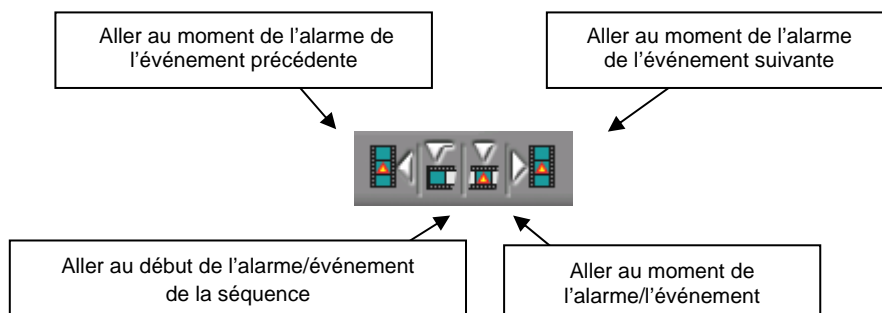 Aller au moment de l’alarme de
l’événement précédente
Aller au moment de l’alarme
de l’événement suivante
Aller au début de l’alarme/événement
de la séquence
Aller au moment de
l’alarme/l’événement